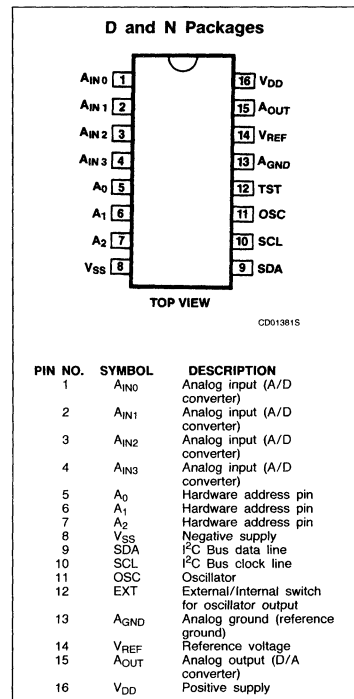 D and N Packages
AIN0 1 16 VDD
AIN1 2 15 AOUT
AIN2 3 14 VREF
AIN3 4 13 AGND
A0 5 12 TST
A1 6 11 OSC
A2 7 10 SCL
VSS 8 9 SDA
TOP VIEW
CD01381S
PIN NO. SYMBOL DESCRIPTION
1 AIN0 Analog input (A/D
converter)
2 AIN1 Analog input (A/D
converter)
3 AIN2 Analog input (A/D
converter)
4 AIN3 Analog input (A/D
converter)
5 A0 Hardware address pin
6 A1 Hardware address pin
7 A2 Hardware address pin
8 VSS Negative supply
9 SDA I²C Bus data line
10 SCL I²C Bus clock line
11 OSC Oscillator
12 EXT External/Internal switch
for oscillator output
13 AGND Analog ground (reference
ground)
14 VREF Reference voltage
15 AOUT Analog output (D/A
converter)
16 VDD Positive supply